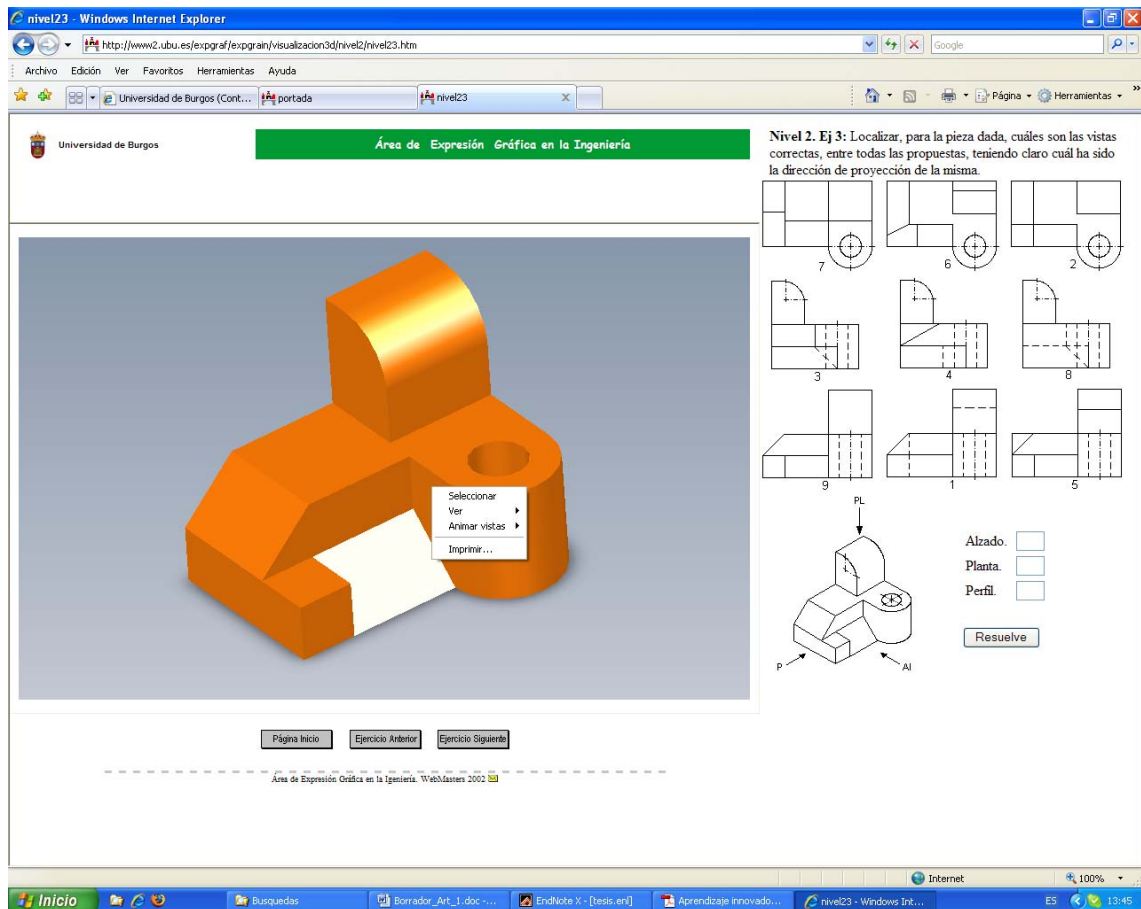 nivel23 - Windows Internet Explorer
http://www2.ubu.es/expgraf/expgrain/visualizacion3d/nivel2/nivel23.htm
Google
Archivo Edición Ver Favoritos Herramientas Ayuda
Universidad de Burgos (Cont... portada nivel23 Página Herramientas
Universidad de Burgos
Área de Expresión Gráfica en la Ingeniería
Nivel 2. Ej 3: Localizar, para la pieza dada, cuáles son las vistas
correctas, entre todas las propuestas, teniendo claro cuál ha sido
la dirección de proyección de la misma.
7 6 2
3 4 8
9 1 5
Seleccionar
Ver
Animar vistas
Imprimir...
PL
P
Al
Alzado.
Planta.
Perfil.
Resuelve
Página Inicio Ejercicio Anterior Ejercicio Siguiente
Área de Expresión Gráfica en la Igeniería. WebMasters 2002
Internet 100%
Inicio Busquedas Borrador_Art_1.doc -... EndNote X - [tesis.enl] Aprendizaje innovado... nivel23 - Windows Int... ES 13:45